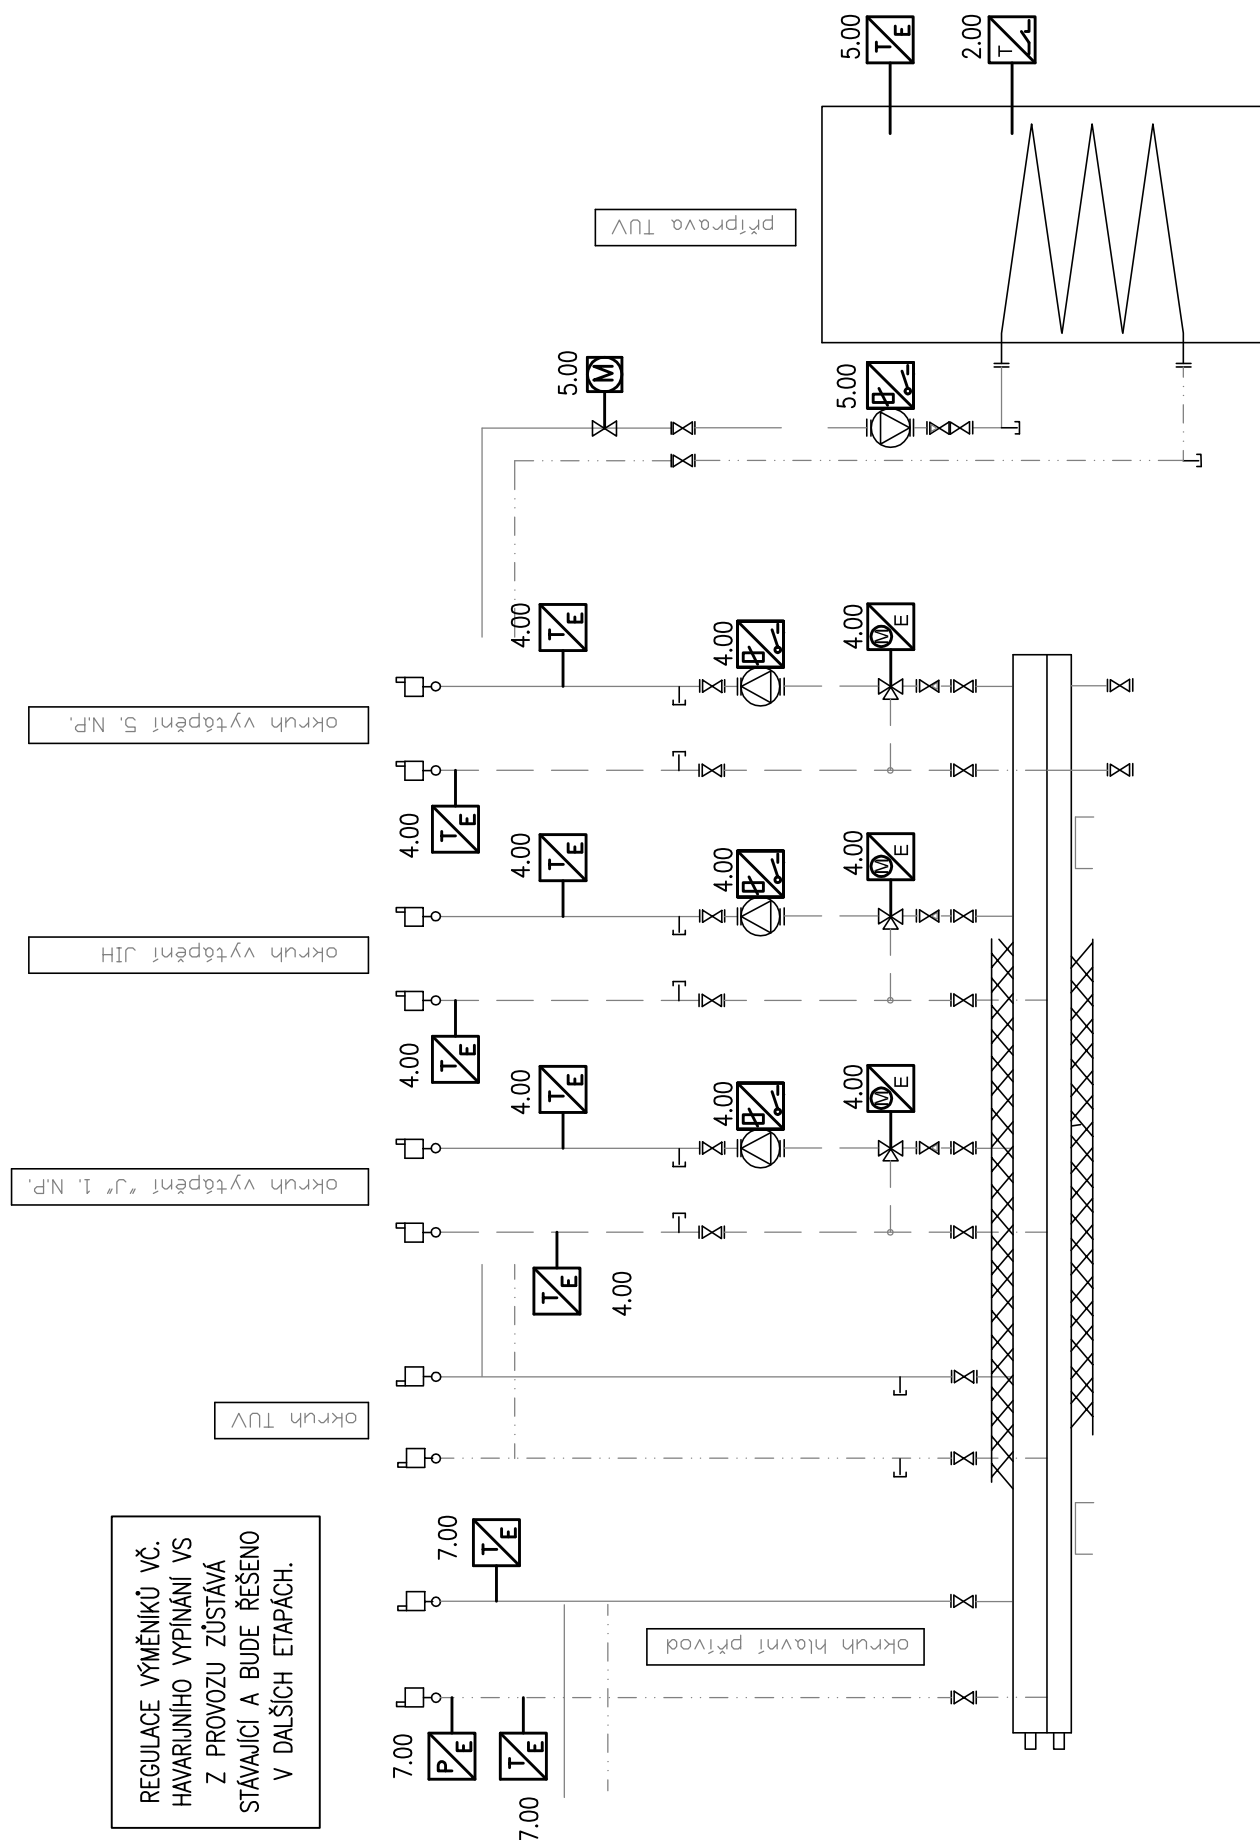 5.00
T
E
2.00
T
příprava TUV
5.00
M
5.00
4.00
T
E
4.00
4.00
M
E
okruh vytápění 5. N.P.
4.00
T
E
4.00
T
E
4.00
4.00
M
E
okruh vytápění JIH
4.00
T
E
4.00
T
E
4.00
4.00
M
E
okruh vytápění "J" 1. N.P.
T
E
4.00
okruh TUV
7.00
T
E
okruh hlavní přívod
7.00
P
E
T
E
7.00
REGULACE VÝMĚNÍKŮ VČ.
HAVARIJNÍHO VYPÍNÁNÍ VS
Z PROVOZU ZŮSTÁVÁ
STÁVAJÍCÍ A BUDE ŘEŠENO
V DALŠÍCH ETAPÁCH.